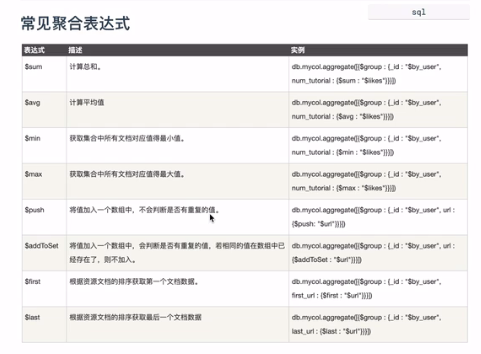 sql
常见聚合表达式
表达式 描述 实例
$sum 计算总和。 db.mycol.aggregate([{$group : {_id : "$by_user",
num_tutorial : {$sum : "$likes"}}}])
$avg 计算平均值 db.mycol.aggregate([{$group : {_id : "$by_user",
num_tutorial : {$avg : "$likes"}}}])
$min 获取集合中所有文档对应值得最小值。 db.mycol.aggregate([{$group : {_id : "$by_user",
num_tutorial : {$min : "$likes"}}}])
$max 获取集合中所有文档对应值得最大值。 db.mycol.aggregate([{$group : {_id : "$by_user",
num_tutorial : {$max : "$likes"}}}])
$push 将值加入一个数组中，不会判断是否有重复的值。 db.mycol.aggregate([{$group : {_id : "$by_user", url :
{$push: "$url"}}}])
$addToSet 将值加入一个数组中，会判断是否有重复的值，若相同的值在数组中已 db.mycol.aggregate([{$group : {_id : "$by_user", url :
经存在了，则不加入。 {$addToSet : "$url"}}}])
$first 根据资源文档的排序获取第一个文档数据。 db.mycol.aggregate([{$group : {_id : "$by_user",
first_url : {$first : "$url"}}}])
$last 根据资源文档的排序获取最后一个文档数据 db.mycol.aggregate([{$group : {_id : "$by_user",
last_url : {$last : "$url"}}}])